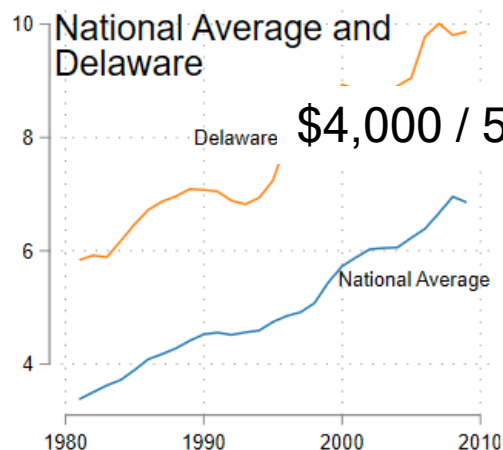 National Average and
Delaware
10
8
6
4
Delaware
$4,000 / 5
National Average
1980
1990
2000
2010